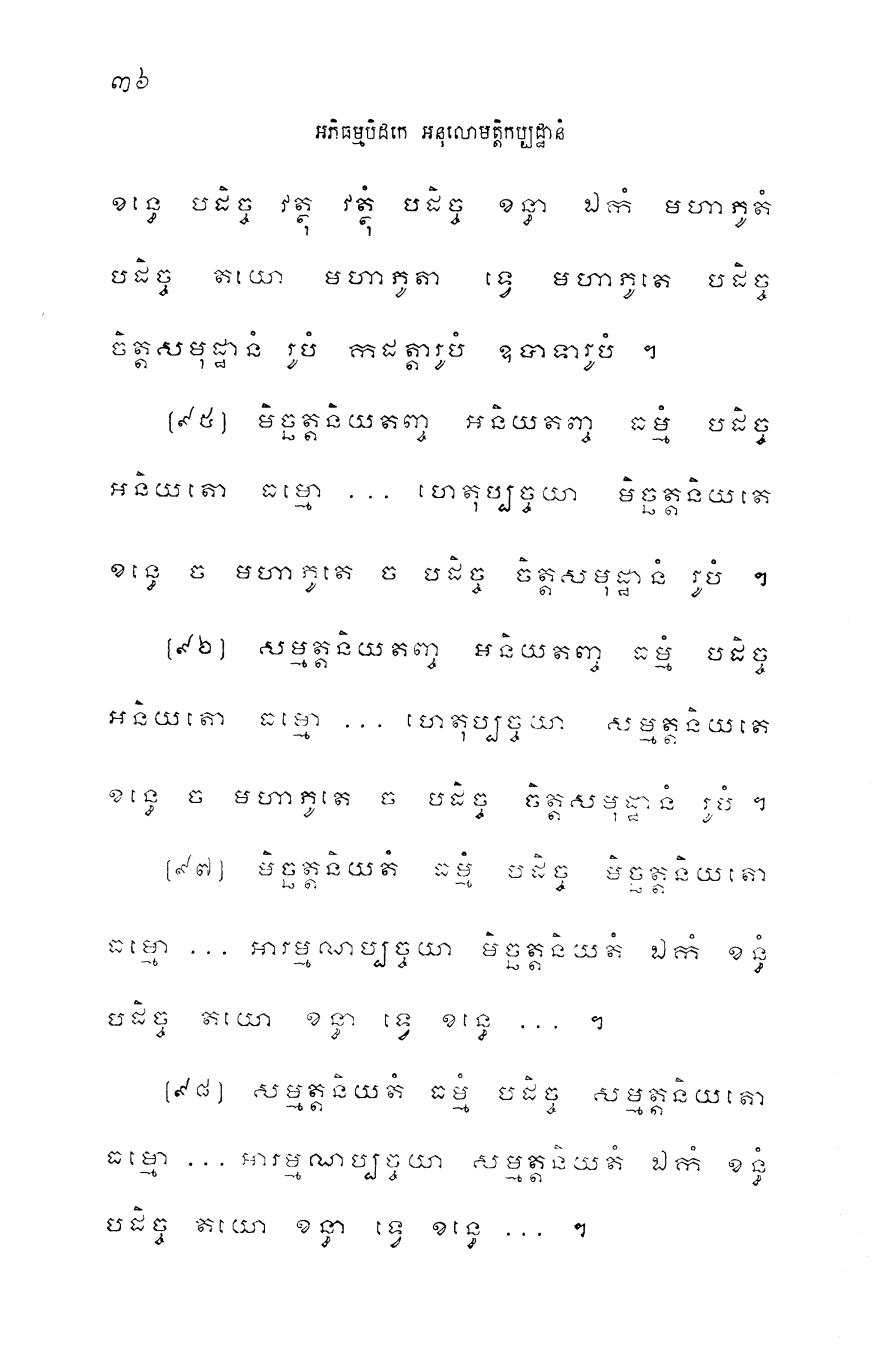 ៣៦
អភិធម្មបិដកេ អនុលោមត្តិកប្បដ្ឋានំ
ខន្ធេ បដិច្ច វត្ថុ វត្ថុំ បដិច្ច ខន្ធា ឯកំ មហាភូតំ
បដិច្ច តយោ មហាភូតា ទ្វេ មហាភូតេ បដិច្ច
ចិត្តសមុដ្ឋានំ រូបំ កដត្តារូបំ ឧបាទារូបំ ។
(៩៥) មិច្ឆត្តនិយតញ្ច អនិយតញ្ច ធម្មំ បដិច្ច
អនិយតោ ធម្មោ ... ហេតុប្បច្ចយា មិច្ឆត្តនិយតេ
ខន្ធេ ច មហាភូតេ ច បដិច្ច ចិត្តសមុដ្ឋានំ រូបំ ។
(៩៦) សម្មត្តនិយតញ្ច អនិយតញ្ច ធម្មំ បដិច្ច
អនិយតោ ធម្មោ ... ហេតុប្បច្ចយា សម្មត្តនិយតេ
ខន្ធេ ច មហាភូតេ ច បដិច្ច ចិត្តសមុដ្ឋានំ រូបំ ។
(៩៧) មិច្ឆត្តនិយតំ ធម្មំ បដិច្ច មិច្ឆត្តនិយតោ
ធម្មោ ... អារម្មណប្បច្ចយា មិច្ឆត្តនិយតំ ឯកំ ខន្ធំ
បដិច្ច តយោ ខន្ធា ទ្វេ ខន្ធេ ... ។
(៩៨) សម្មត្តនិយតំ ធម្មំ បដិច្ច សម្មត្តនិយតោ
ធម្មោ ... អារម្មណប្បច្ចយា សម្មត្តនិយតំ ឯកំ ខន្ធំ
បដិច្ច តយោ ខន្ធា ទ្វេ ខន្ធេ ... ។